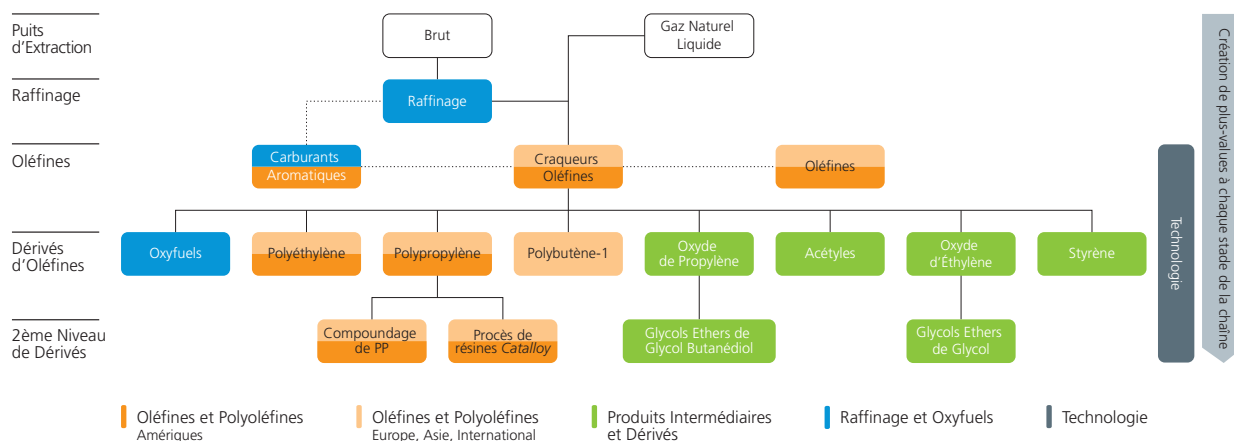 Puits
d'Extraction
Brut
Gaz Naturel
Liquide
Raffinage
Raffinage
Oléfines
Carburants
Aromatiques
Craqueurs
Oléfines
Oléfines
Dérivés
d'Oléfines
Oxyfuels
Polyéthylène
Polypropylène
Polybutène-1
Oxyde
de Propylène
Acétyles
Oxyde
d'Éthylène
Styrène
2ème Niveau
de Dérivés
Compoundage
de PP
Procès de
résines Catalloy
Glycols Ethers de
Glycol Butanédiol
Glycols Ethers
de Glycol
Technologie
Création de plus-values à chaque stade de la chaîne
Oléfines et Polyoléfines
Amériques
Oléfines et Polyoléfines
Europe, Asie, International
Produits Intermédiaires
et Dérivés
Raffinage et Oxyfuels
Technologie